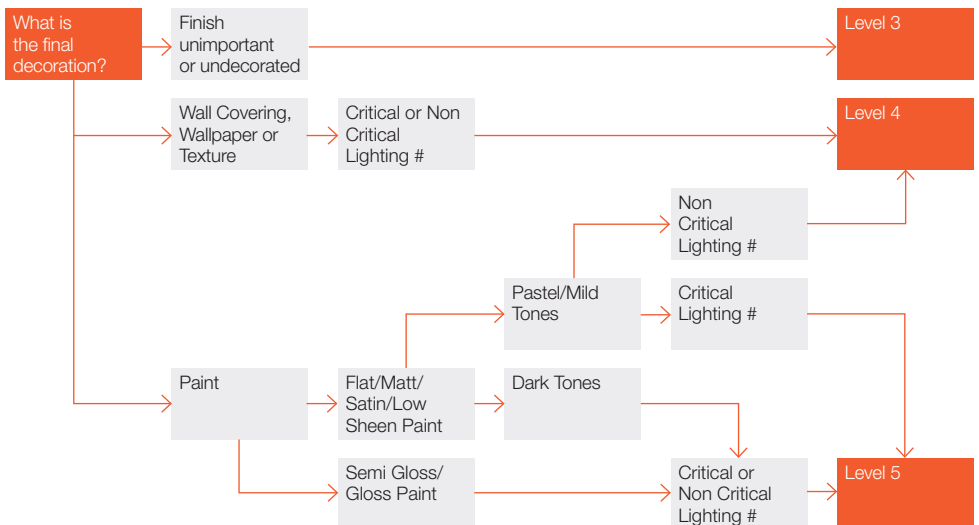 What is
the final
decoration?
Finish
unimportant
or undecorated
Level 3
Wall Covering,
Wallpaper or
Texture
Critical or Non
Critical
Lighting #
Level 4
Non
Critical
Lighting #
Pastel/Mild
Tones
Critical
Lighting #
Paint
Flat/Matt/
Satin/Low
Sheen Paint
Dark Tones
Semi Gloss/
Gloss Paint
Critical or
Non Critical
Lighting #
Level 5